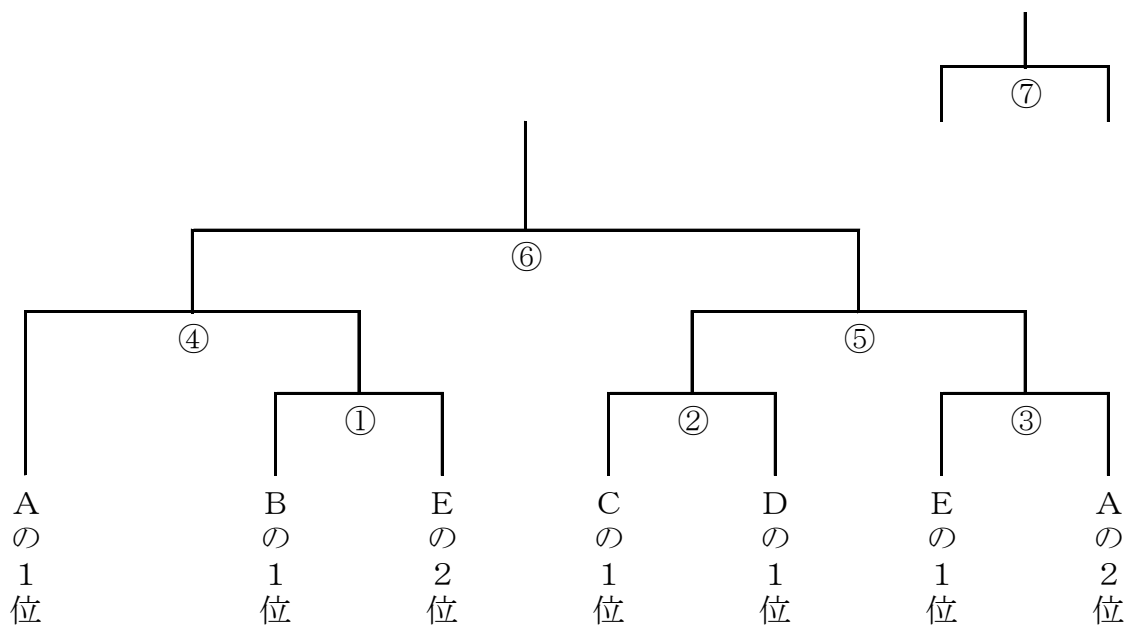 ⑦
⑥
④
⑤
①
②
③
Aの1位
Bの1位
Eの2位
Cの1位
Dの1位
Eの1位
Aの2位